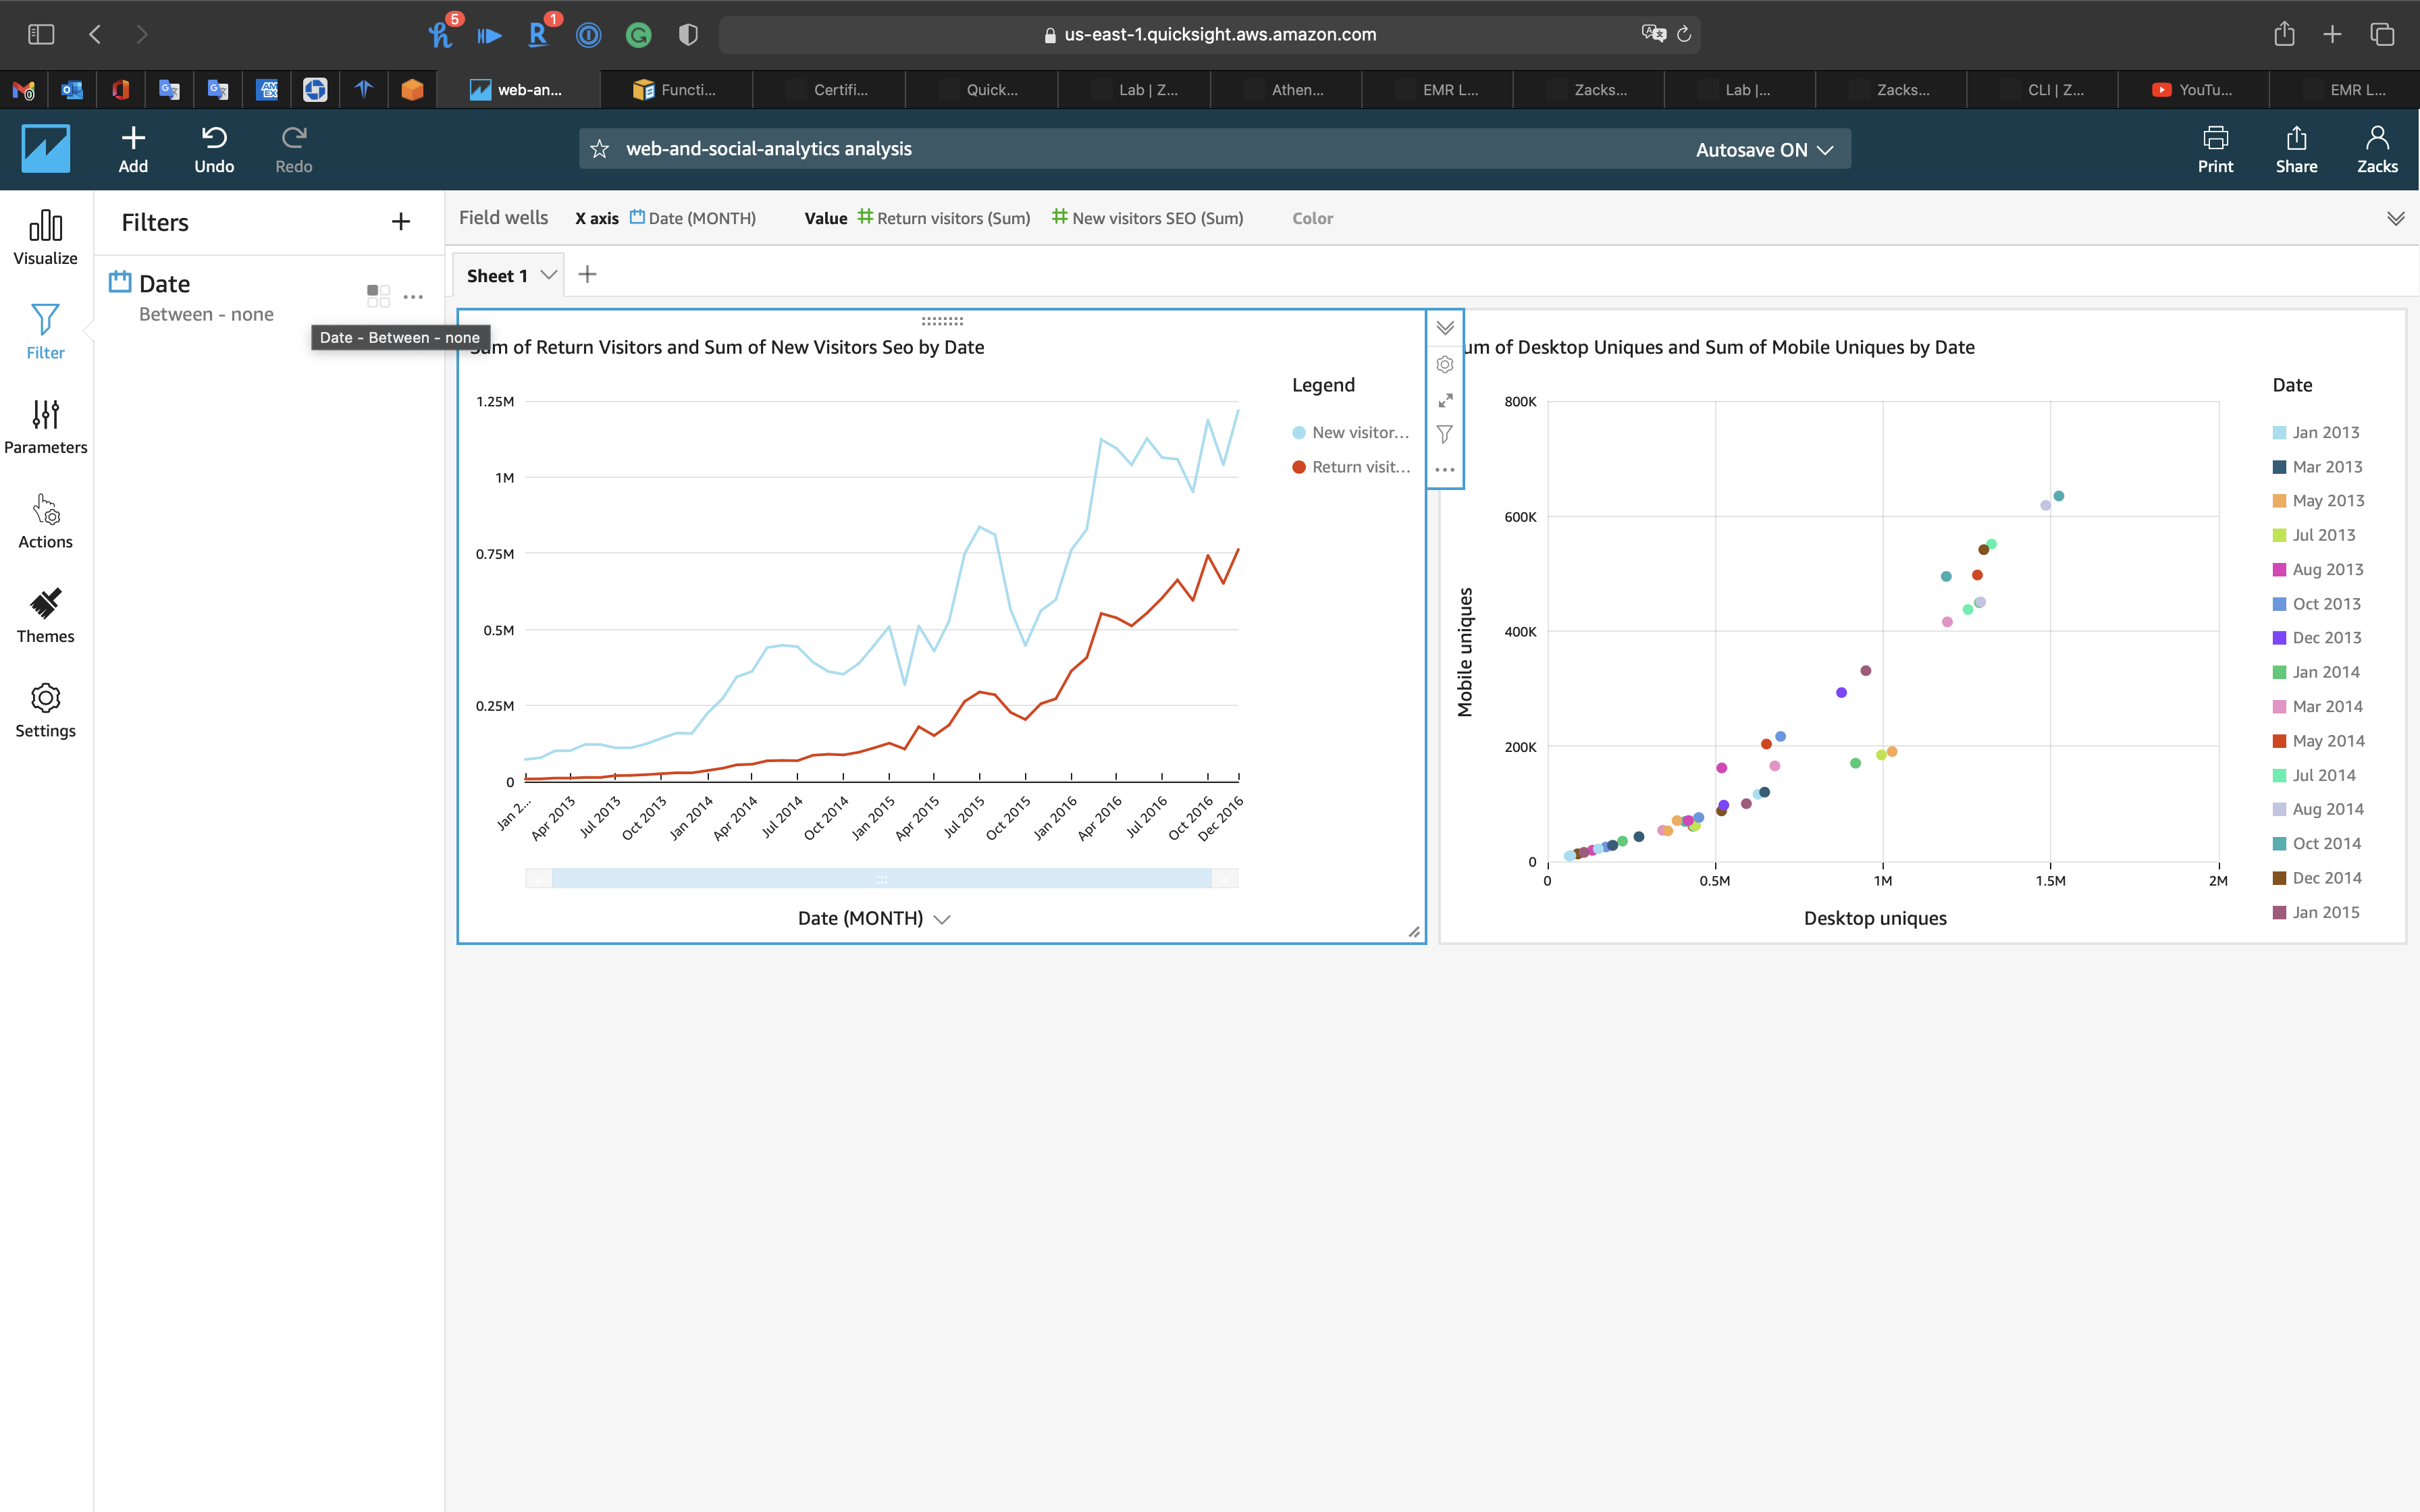 5
1
us-east-1.quicksight.aws.amazon.com
web-an...
Functi...
Certifi...
Quick...
Lab | Z...
Athen...
EMR L...
Zacks...
Lab |...
Zacks...
CLI | Z...
YouTu...
EMR L...
Add
Undo
Redo
web-and-social-analytics analysis
Autosave ON
Print
Share
Zacks
Visualize
Filter
Parameters
Actions
Themes
Settings
Filters
Date
Between - none
Date - Between - none
Field wells X axis Date (MONTH) Value Return visitors (Sum) New visitors SEO (Sum) Color
Sheet 1
um of Return Visitors and Sum of New Visitors Seo by Date
1.25M
1M
0.75M
0.5M
0.25M
0
Jan 2...
Apr 2013
Jul 2013
Oct 2013
Jan 2014
Apr 2014
Jul 2014
Oct 2014
Jan 2015
Apr 2015
Jul 2015
Oct 2015
Jan 2016
Apr 2016
Jul 2016
Oct 2016
Dec 2016
Date (MONTH)
Legend
New visitor...
Return visit...
um of Desktop Uniques and Sum of Mobile Uniques by Date
Mobile uniques
800K
600K
400K
200K
0
0
0.5M
1M
1.5M
2M
Desktop uniques
Date
Jan 2013
Mar 2013
May 2013
Jul 2013
Aug 2013
Oct 2013
Dec 2013
Jan 2014
Mar 2014
May 2014
Jul 2014
Aug 2014
Oct 2014
Dec 2014
Jan 2015